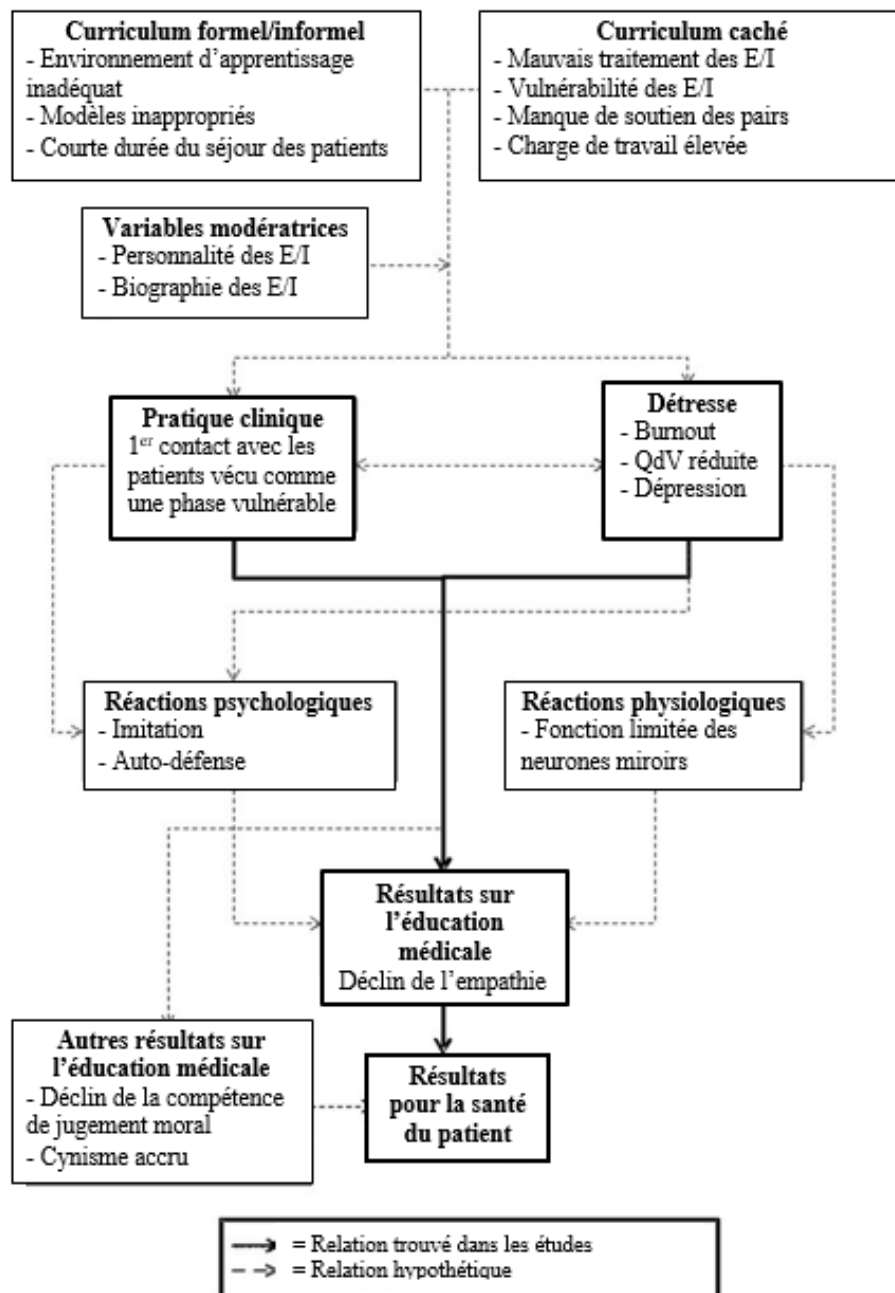 Curriculum formel/informel
- Environnement d'apprentissage
inadéquat
- Modèles inappropriés
- Courte durée du séjour des patients
Curriculum caché
- Mauvais traitement des E/I
- Vulnérabilité des E/I
- Manque de soutien des pairs
- Charge de travail élevée
Variables modératrices
- Personnalité des E/I
- Biographie des E/I
Pratique clinique
1er contact avec les
patients vécu comme
une phase vulnérable
Détresse
- Burnout
- QdV réduite
- Dépression
Réactions psychologiques
- Imitation
- Auto-défense
Réactions physiologiques
- Fonction limitée des
neurones miroirs
Résultats sur
l'éducation
médicale
Déclin de l'empathie
Autres résultats sur
l'éducation médicale
- Déclin de la compétence
de jugement moral
- Cynisme accru
Résultats
pour la santé
du patient
= Relation trouvé dans les études
= Relation hypothétique